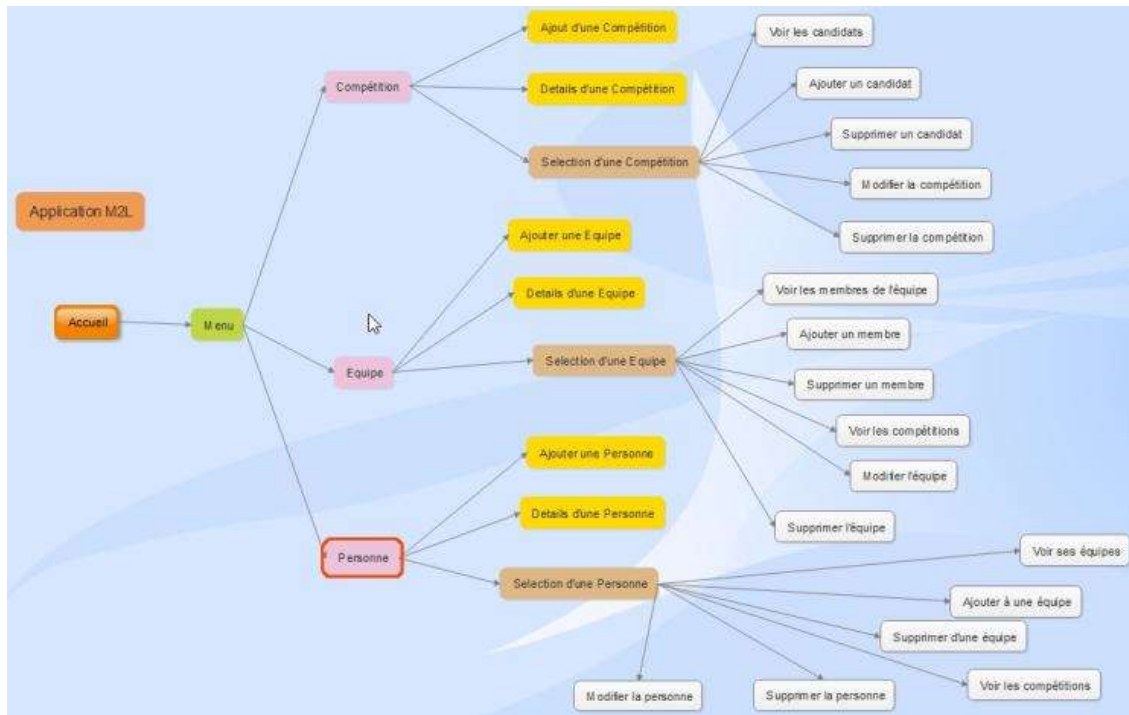 Ajout d'une Compétition
Voir les candidats
Compétition
Details d'une Compétition
Ajouter un candidat
Supprimer un candidat
Selection d'une Compétition
Modifier la compétition
Application M2L
Ajouter une Equipe
Supprimer la compétition
Details d'une Equipe
Voir les membres de l'équipe
Accueil
Menu
Ajouter un membre
Equipe
Selection d'une Equipe
Supprimer un membre
Voir les compétitions
Ajouter une Personne
Modifier l'équipe
Details d'une Personne
Supprimer l'équipe
Personne
Voir ses équipes
Selection d'une Personne
Ajouter à une équipe
Supprimer d'une équipe
Voir les compétitions
Modifier la personne
Supprimer la personne